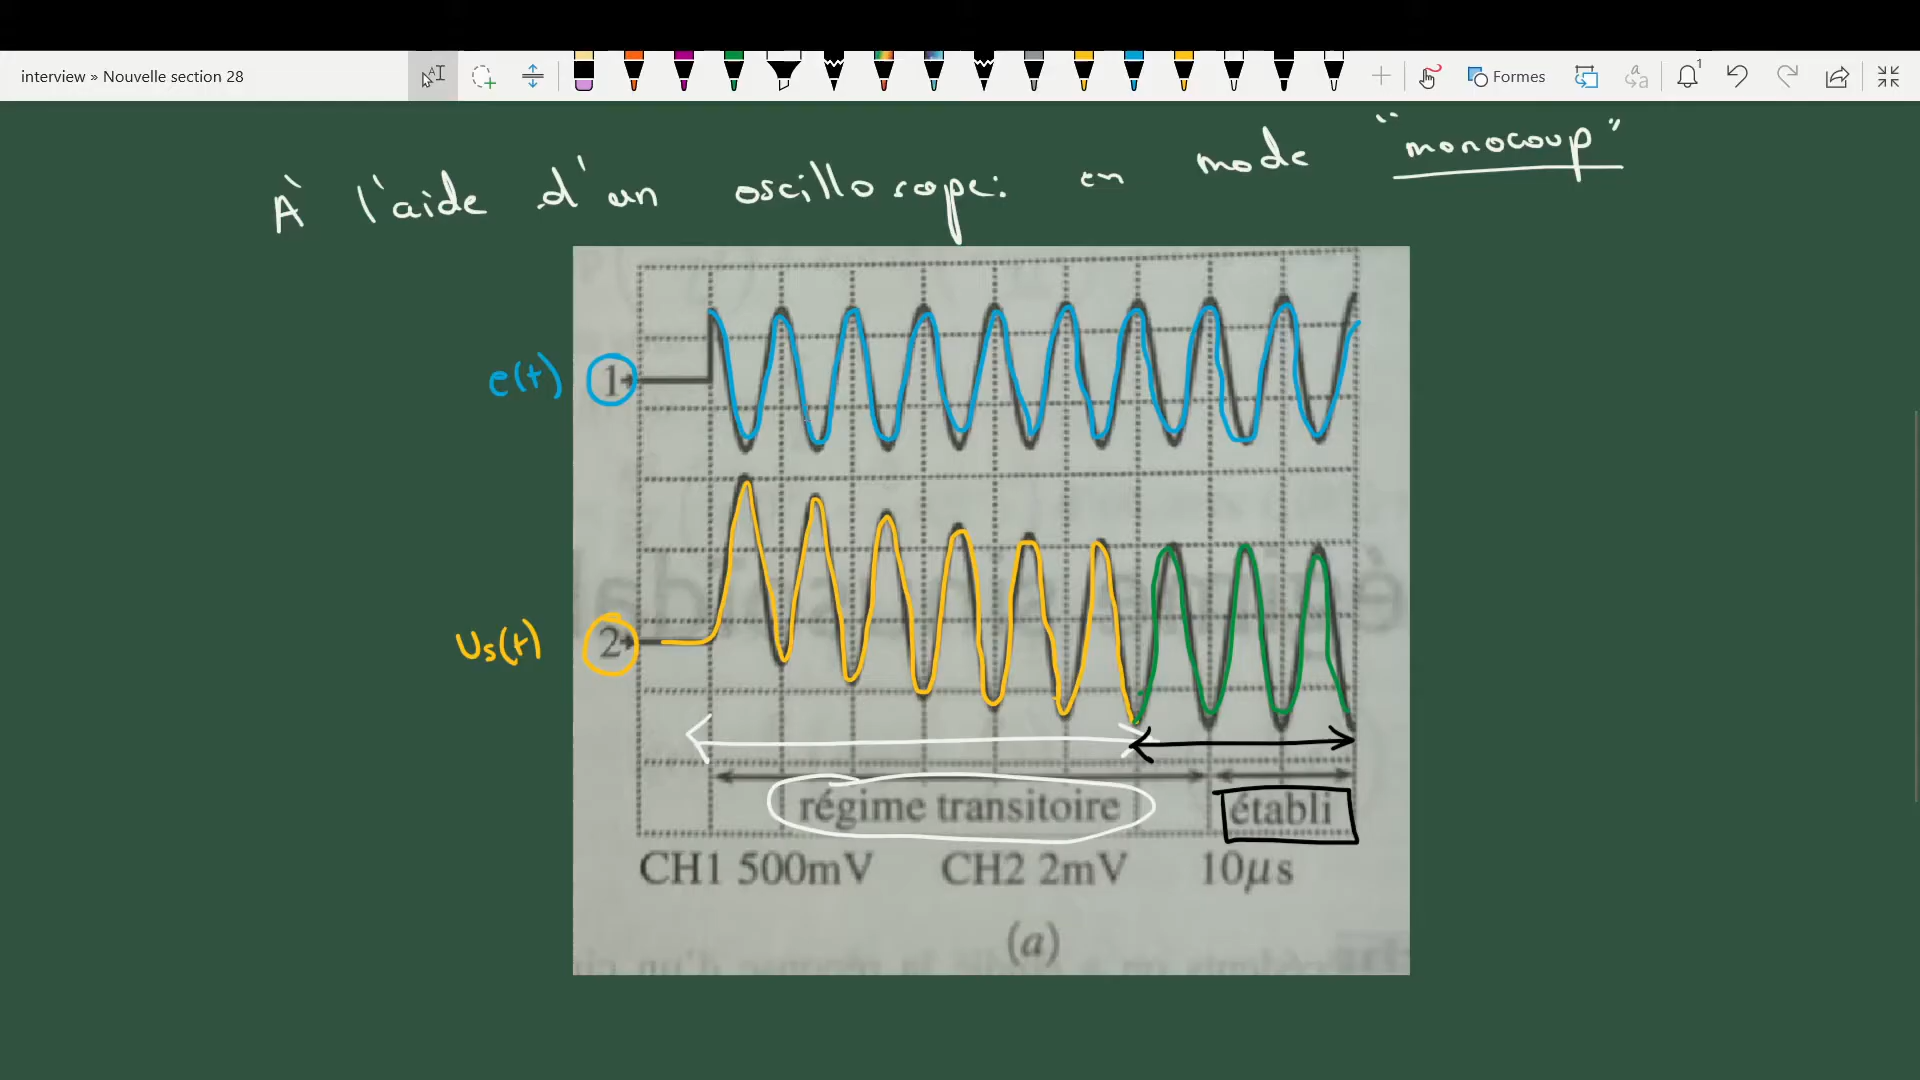 interview » Nouvelle section 28
Formes
1
À l'aide d'un oscilloscope: en mode "monocoup"
e(t) 1
Us(t) 2
régime transitoire établi
CH1 500mV CH2 2mV 10μs
(a)